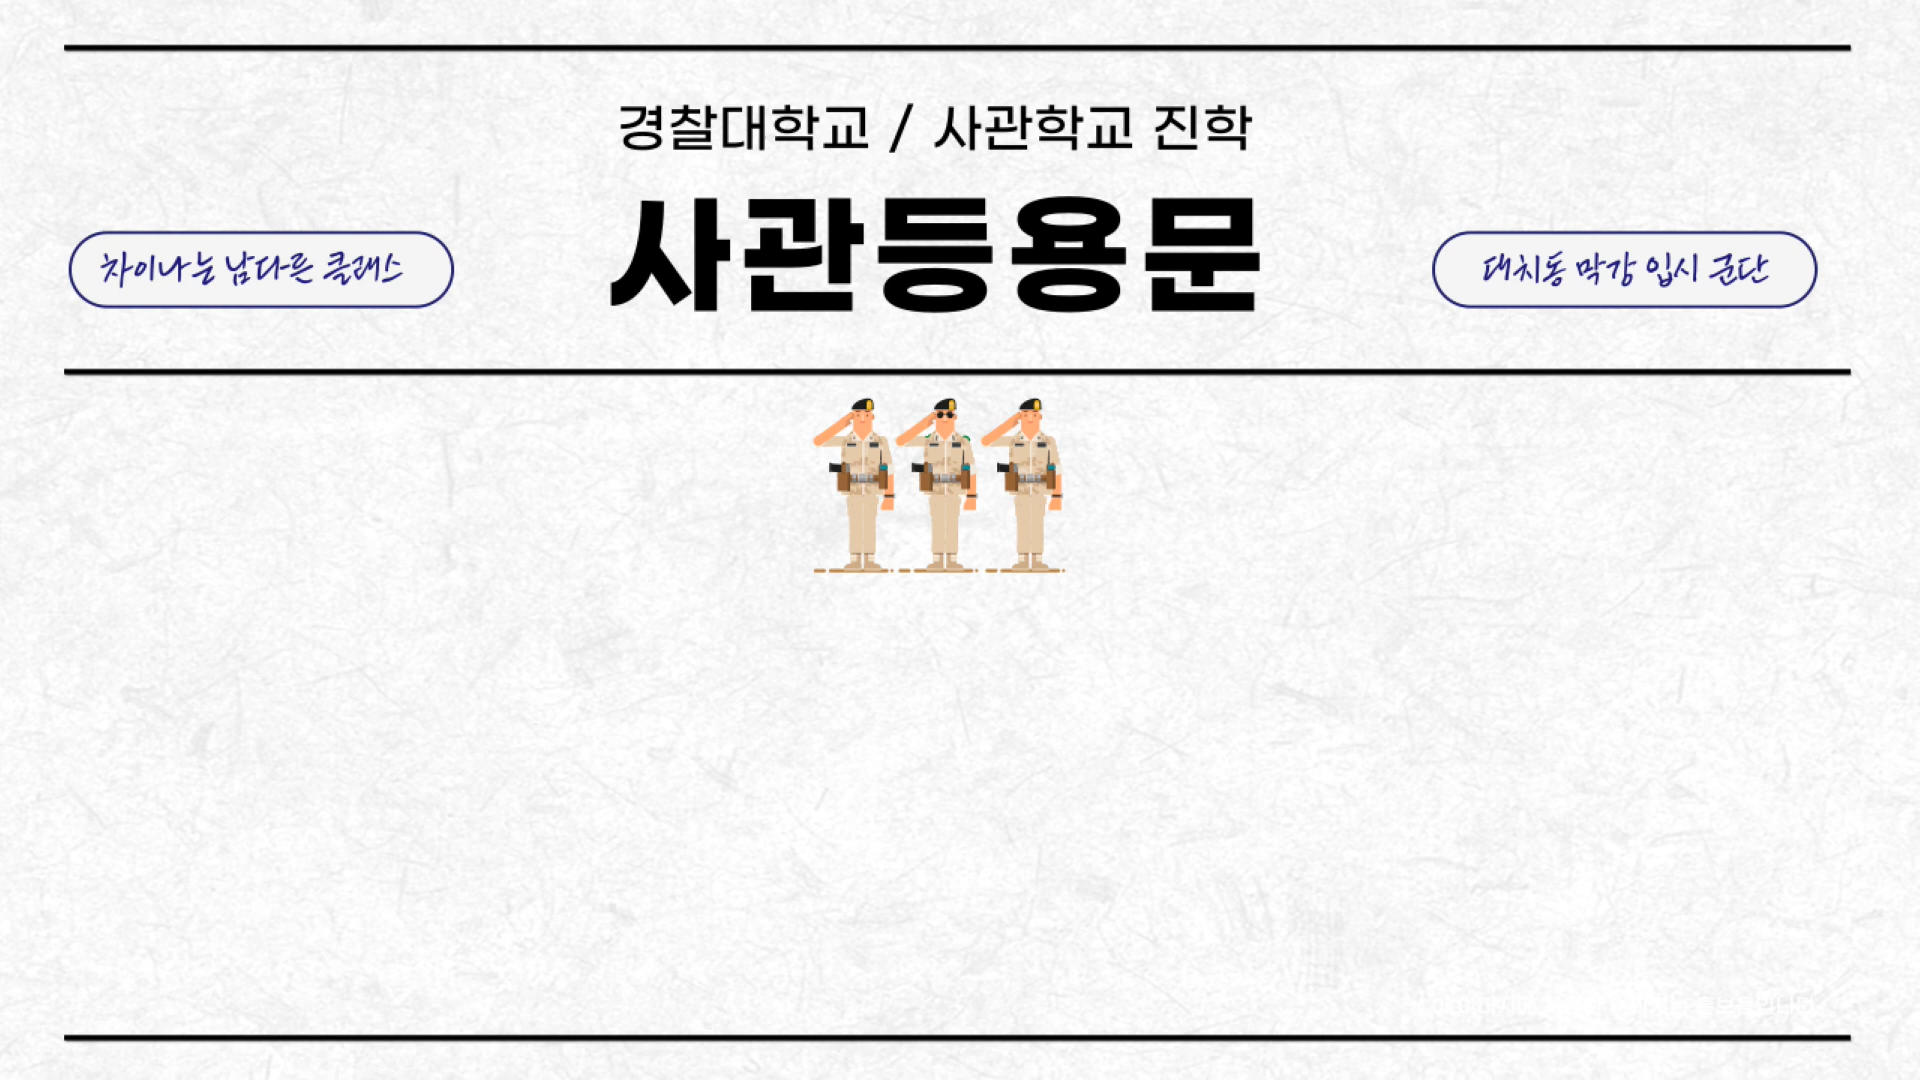 경찰대학교 / 사관학교 진학
사관등용문
차이나는 남다른 클래스
대치동 막강 입시 군단